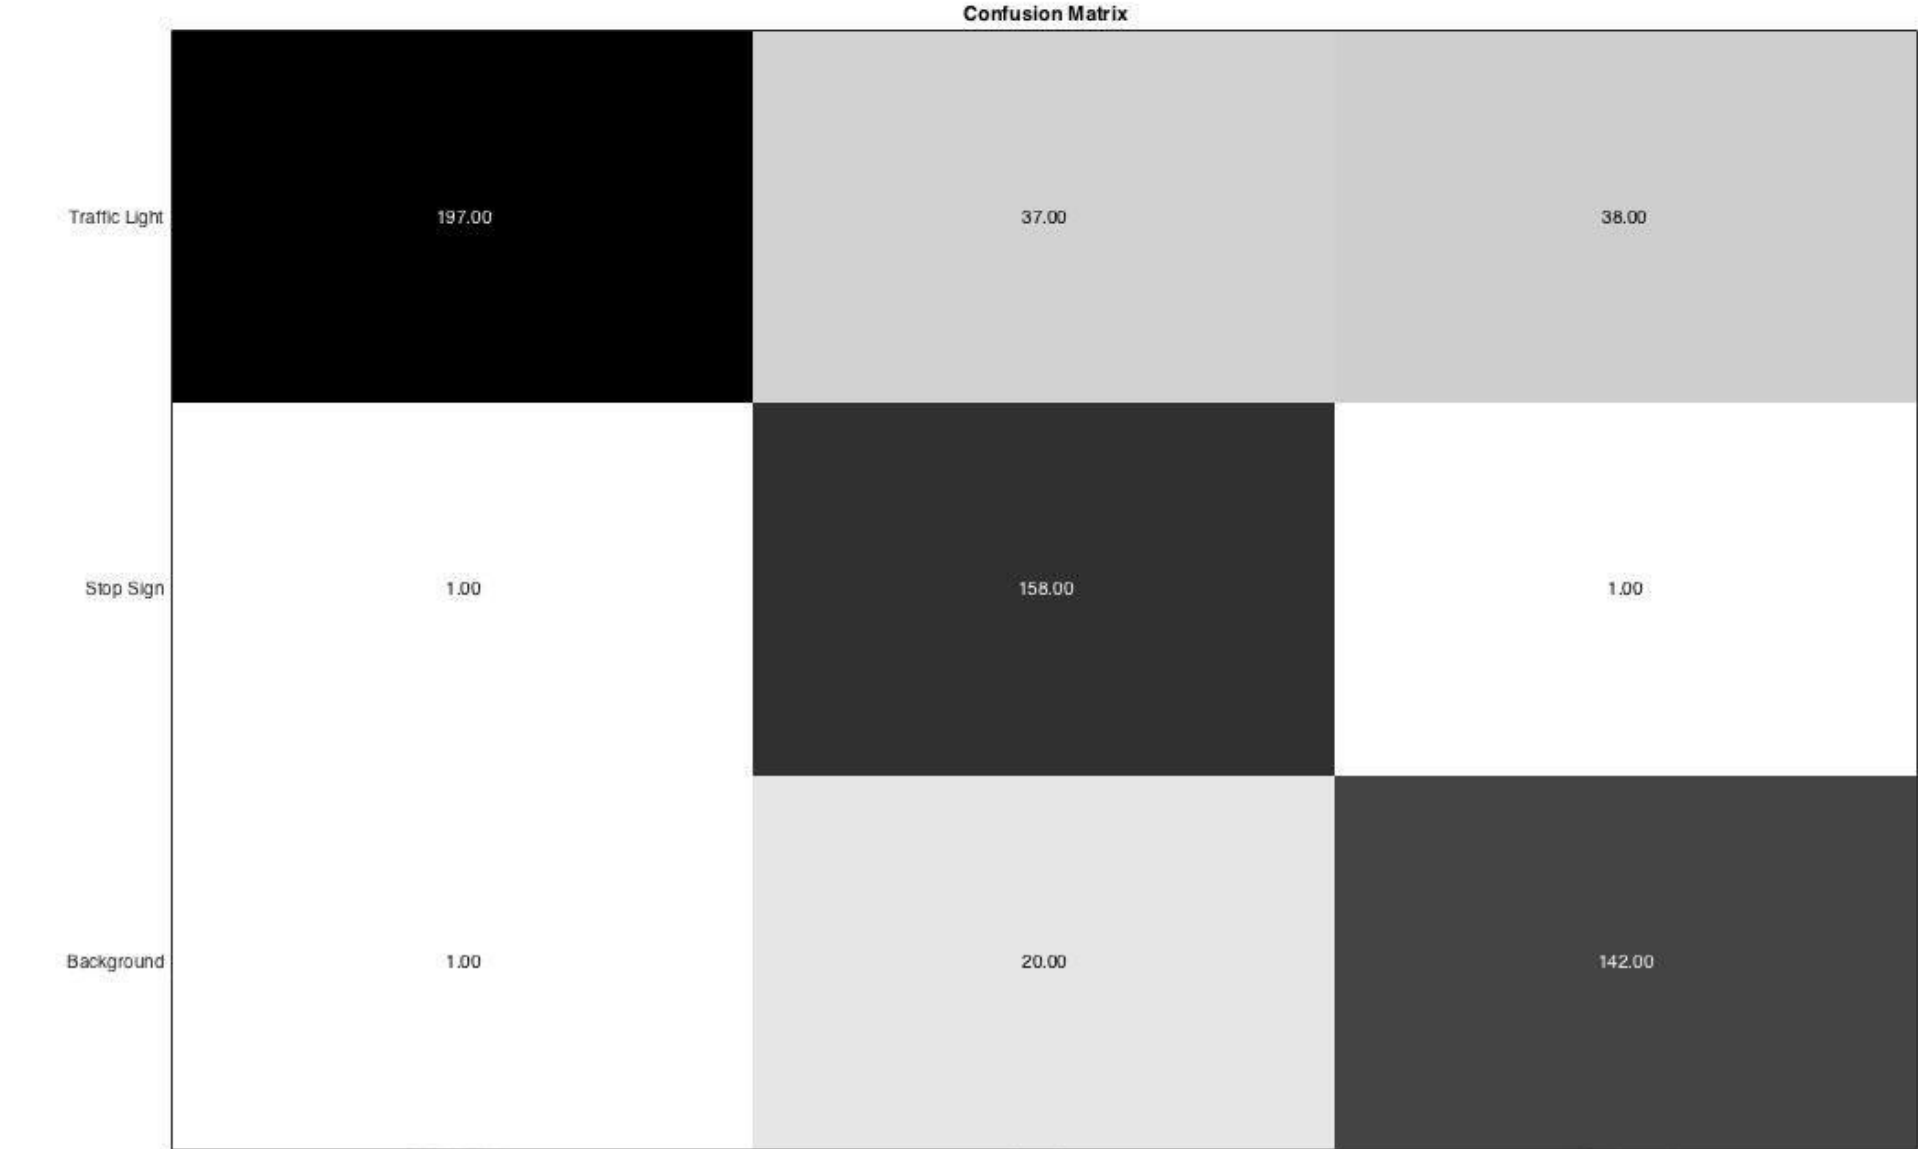 Confusion Matrix
Traffic Light 197.00 37.00 38.00
Stop Sign 1.00 158.00 1.00
Background 1.00 20.00 142.00